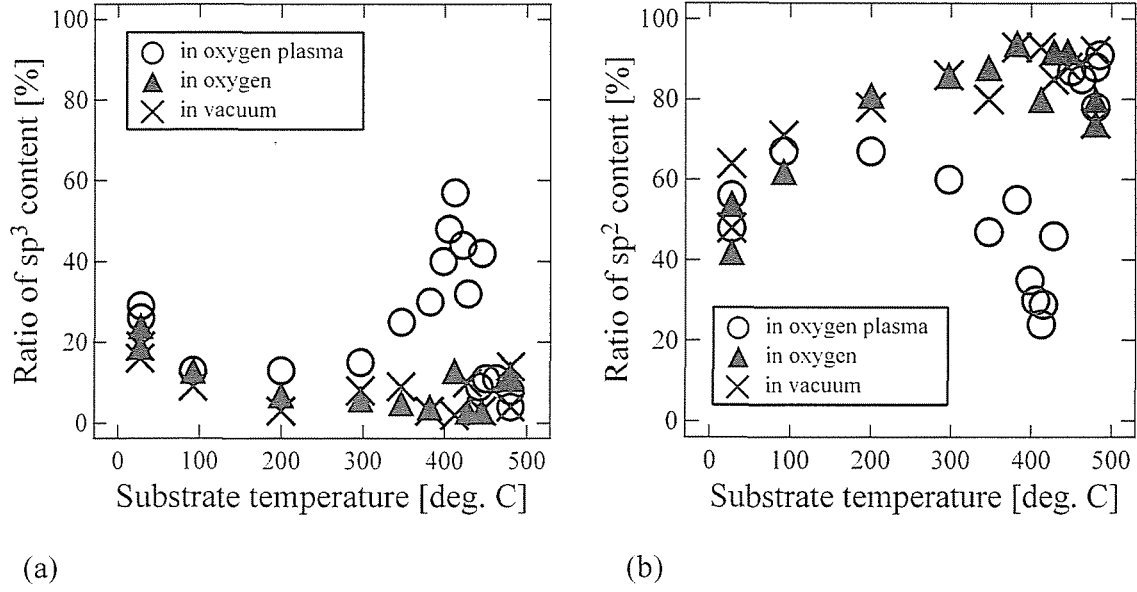 Ratio of sp³ content [%]
100
80
60
40
20
0
in oxygen plasma
in oxygen
in vacuum
0 100 200 300 400 500
Substrate temperature [deg. C]
(a)
Ratio of sp² content [%]
100
80
60
40
20
0
in oxygen plasma
in oxygen
in vacuum
0 100 200 300 400 500
Substrate temperature [deg. C]
(b)